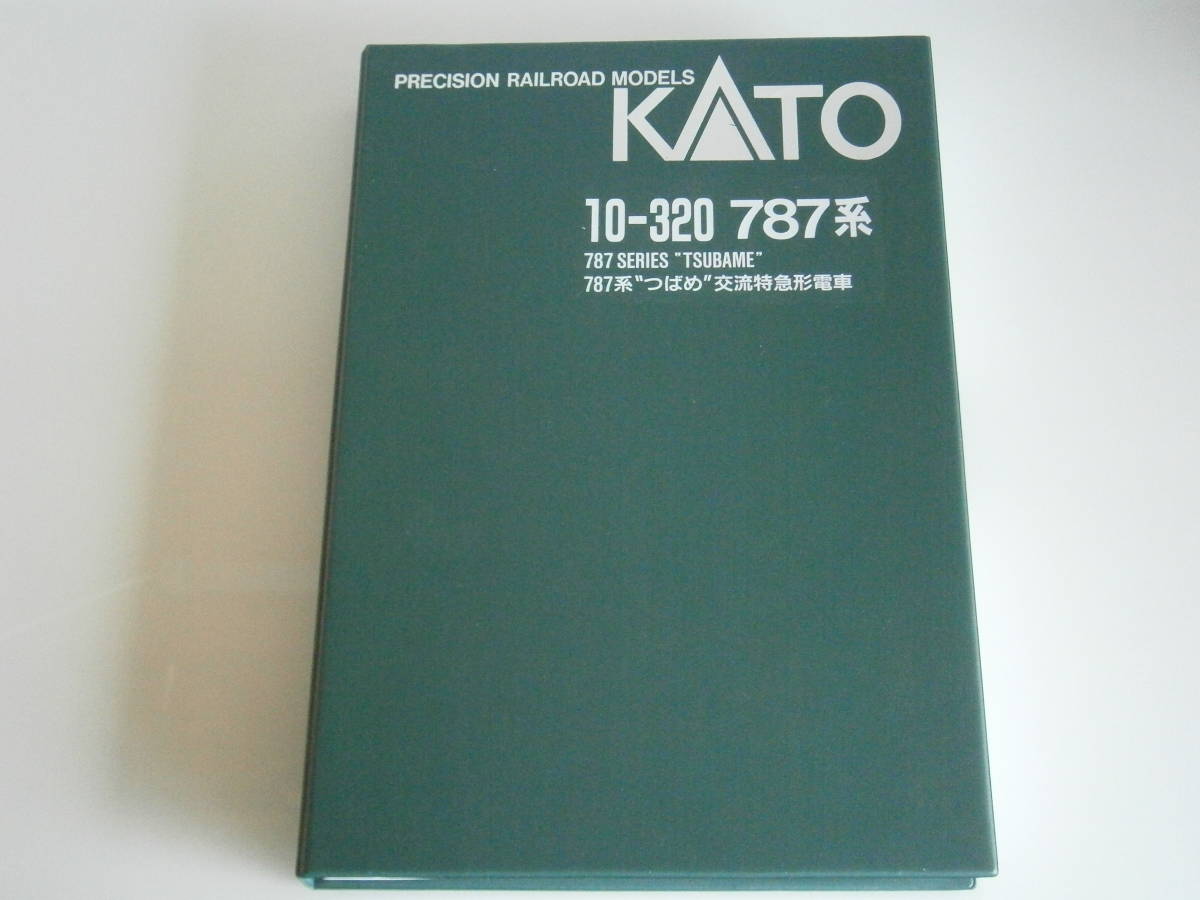 PRECISION RAILROAD MODELS
KATO
10-320 787系
787 SERIES "TSUBAME"
787系"つばめ"交流特急形電車